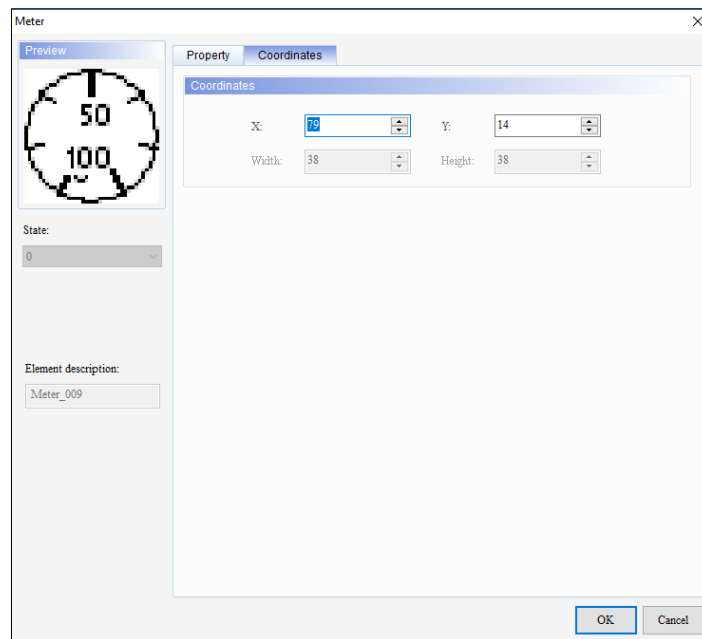 Meter
Preview
50
100
State:
0
Element description:
Meter_009
Property Coordinates
Coordinates
X: 79 Y: 14
Width: 38 Height: 38
OK Cancel